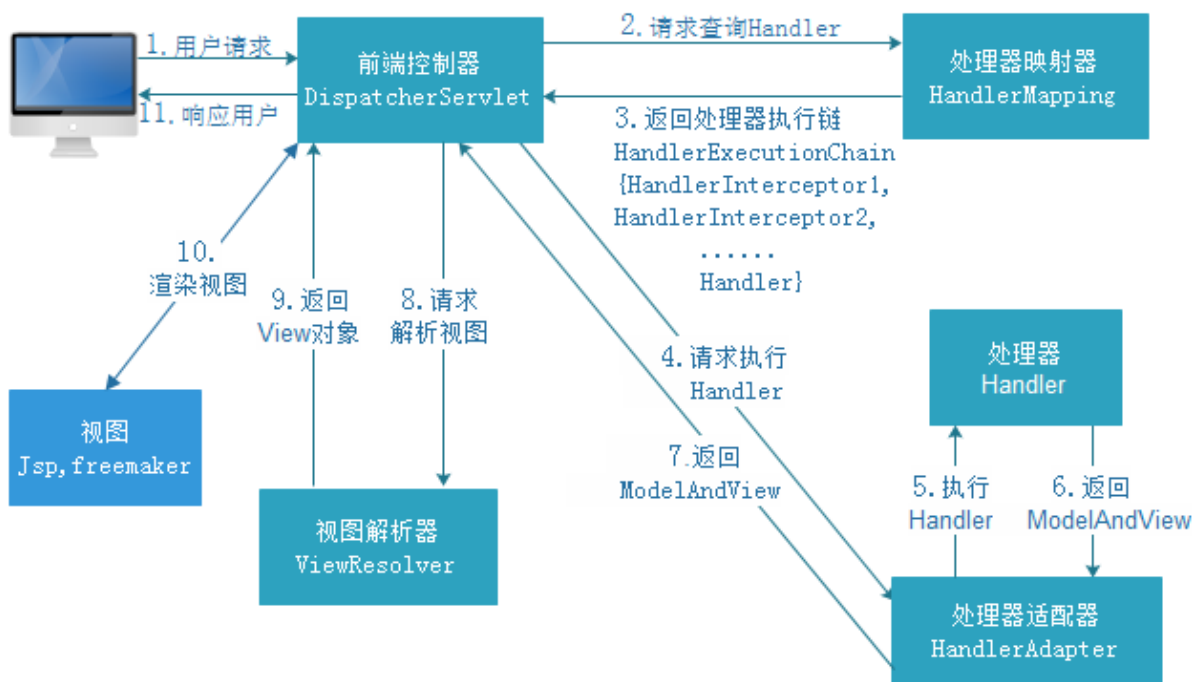 1.用户请求
11.响应用户
前端控制器
DispatcherServlet
2.请求查询Handler
处理器映射器
HandlerMapping
3.返回处理器执行链
HandlerExecutionChain
{HandlerInterceptor1,
HandlerInterceptor2,
......
Handler}
10.
渲染视图
9.返回
View对象
8.请求
解析视图
4.请求执行
Handler
7.返回
ModelAndView
处理器
Handler
5.执行
Handler
6.返回
ModelAndView
视图
Jsp,freemaker
视图解析器
ViewResolver
处理器适配器
HandlerAdapter